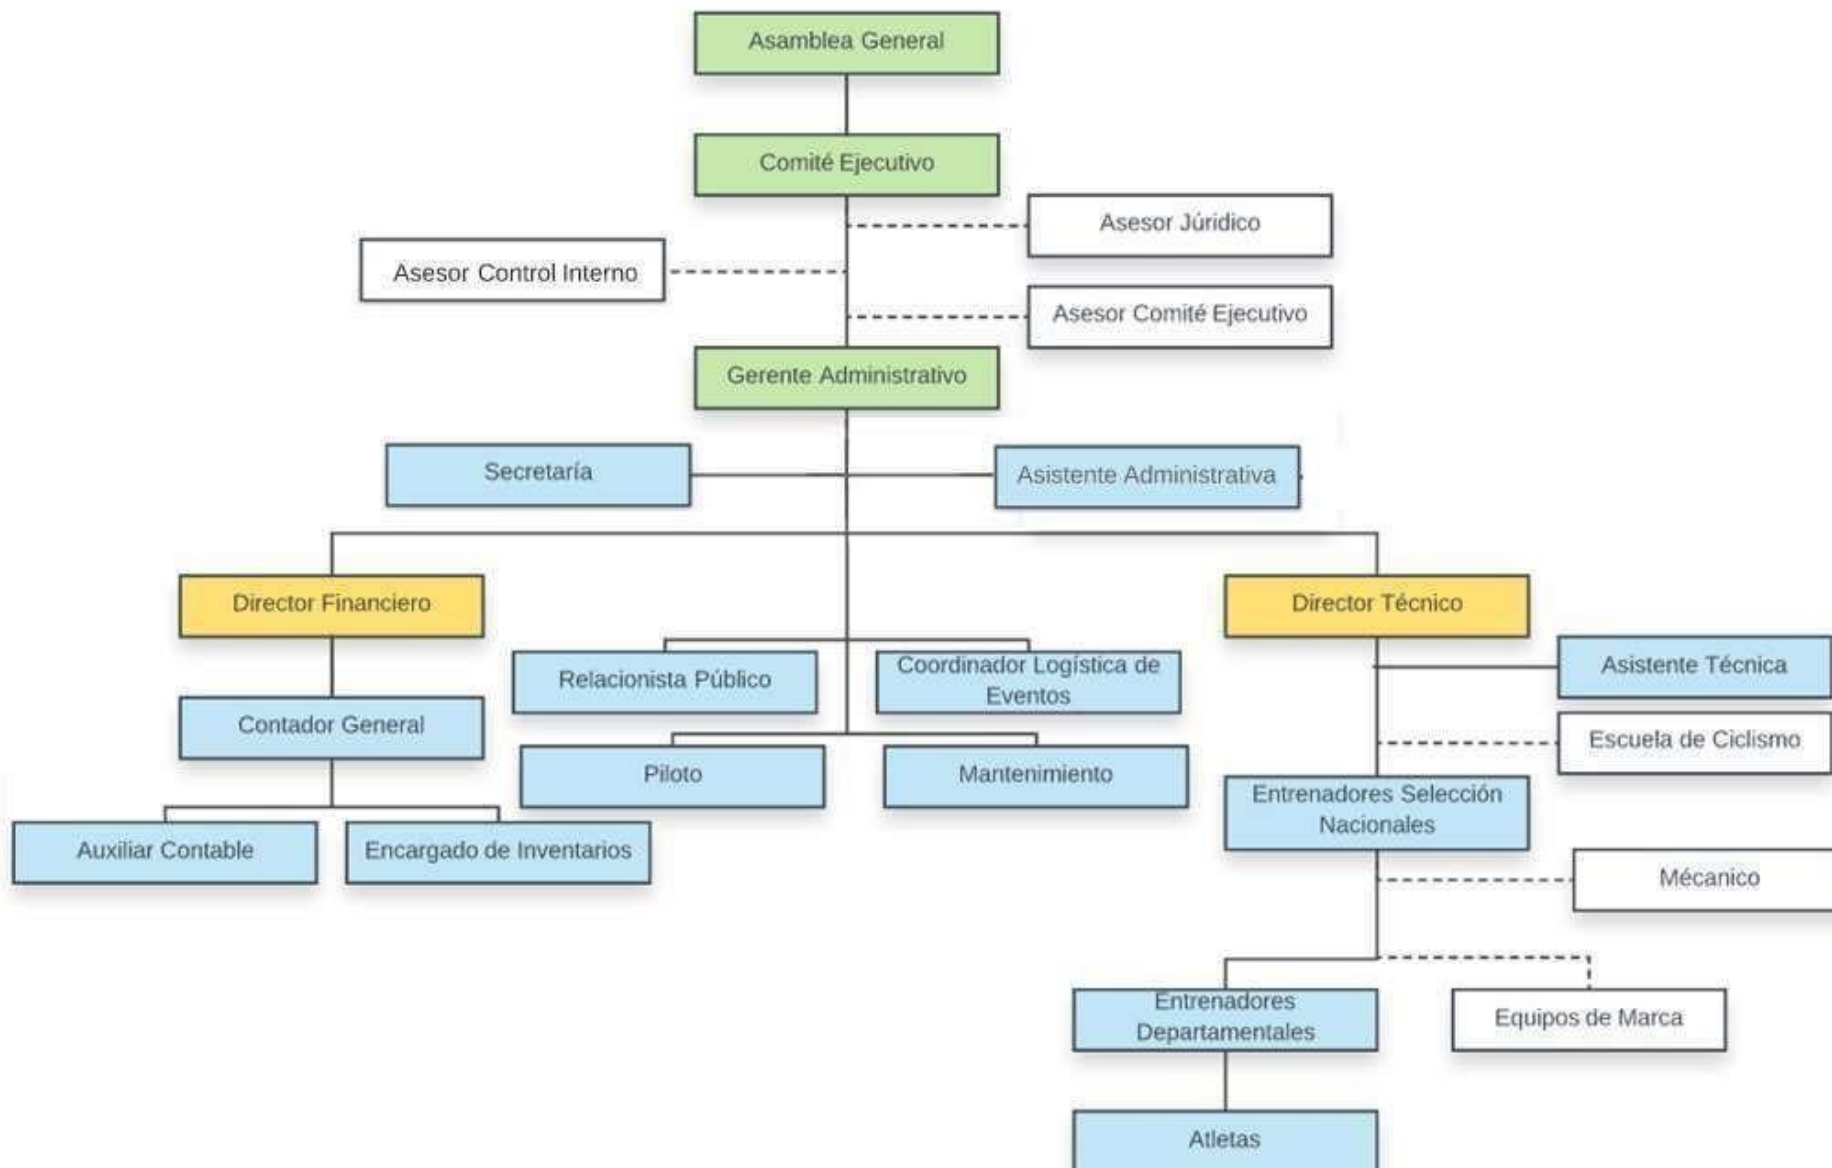 Asamblea General
Comité Ejecutivo
Asesor Júridico
Asesor Control Interno
Asesor Comité Ejecutivo
Gerente Administrativo
Secretaría
Asistente Administrativa
Director Financiero
Director Técnico
Relacionista Público
Coordinador Logística de
Eventos
Asistente Técnica
Contador General
Escuela de Ciclismo
Piloto
Mantenimiento
Entrenadores Selección
Nacionales
Auxiliar Contable
Encargado de Inventarios
Mécanico
Entrenadores
Departamentales
Equipos de Marca
Atletas